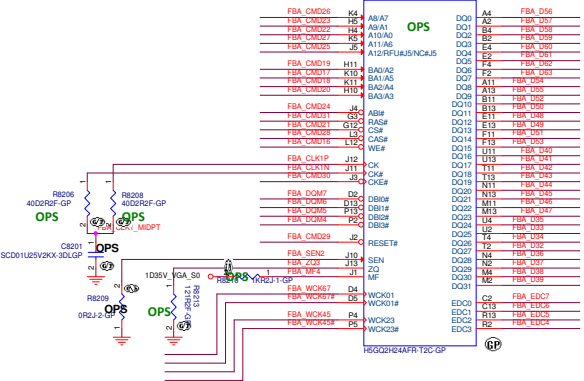 FBA_CMD26 K4 A8/A7
FBA_CMD23 H5 A9/A1
FBA_CMD22 H4 A10/A0
FBA_CMD27 K5 A11/A6
FBA_CMD25 J5 A12/RFU#J5/NC#J5
OPS
FBA_CMD19 H11 BA0/A2
FBA_CMD17 K10 BA1/A5
FBA_CMD18 K11 BA2/A4
FBA_CMD20 H10 BA3/A3
FBA_CMD24 J4 ABI#
FBA_CMD31 G3 RAS#
FBA_CMD21 G12 CS#
FBA_CMD28 L3 CAS#
FBA_CMD16 L12 WE#
FBA_CLK1P J12 CK
FBA_CLK1N J11 CK#
FBA_CMD30 J3 CKE#
FBA_DQM7 D2 DBI0#
FBA_DQM6 D13 DBI1#
FBA_DQM5 P13 DBI2#
FBA_DQM4 P2 DBI3#
FBA_CMD29 J2 RESET#
FBA_SEN2 J10 SEN
FBA_ZQ3 J13 ZQ
FBA_MF4 J1 MF
FBA_WCK67 D4 WCK01
FBA_WCK67# D5 WCK01#
FBA_WCK45 P4 WCK23
FBA_WCK45# P5 WCK23#
DQ0 A4 FBA_D56
DQ1 A2 FBA_D57
DQ2 B4 FBA_D58
DQ3 B2 FBA_D59
DQ4 E4 FBA_D60
DQ5 E2 FBA_D61
DQ6 F4 FBA_D62
DQ7 F2 FBA_D63
DQ8 A11 FBA_D54
DQ9 A13 FBA_D55
DQ10 B11 FBA_D52
DQ11 B13 FBA_D50
DQ12 E11 FBA_D48
DQ13 E13 FBA_D49
DQ14 F11 FBA_D51
DQ15 F13 FBA_D53
DQ16 U11 FBA_D40
DQ17 U13 FBA_D41
DQ18 T11 FBA_D42
DQ19 T13 FBA_D43
DQ20 N11 FBA_D44
DQ21 N13 FBA_D45
DQ22 M11 FBA_D46
DQ23 M13 FBA_D47
DQ24 U4 FBA_D35
DQ25 U2 FBA_D33
DQ26 T4 FBA_D34
DQ27 T2 FBA_D32
DQ28 N4 FBA_D36
DQ29 N2 FBA_D37
DQ30 M4 FBA_D38
DQ31 M2 FBA_D39
EDC0 C2 FBA_EDC7
EDC1 C13 FBA_EDC6
EDC2 R13 FBA_EDC5
EDC3 R2 FBA_EDC4
H5GQ2H24AFR-T2C-GP
GP
R8206
40D2R2F-GP
OPS
R8208
40D2R2F-GP
OPS
C8201
OPS
SCD01U25V2KX-3DLGP
1D35V_VGA_S0
OPS
1KR2J-1-GP
R8209
OPS
0R2J-2-GP
R8213
121R2F-GP
OPS